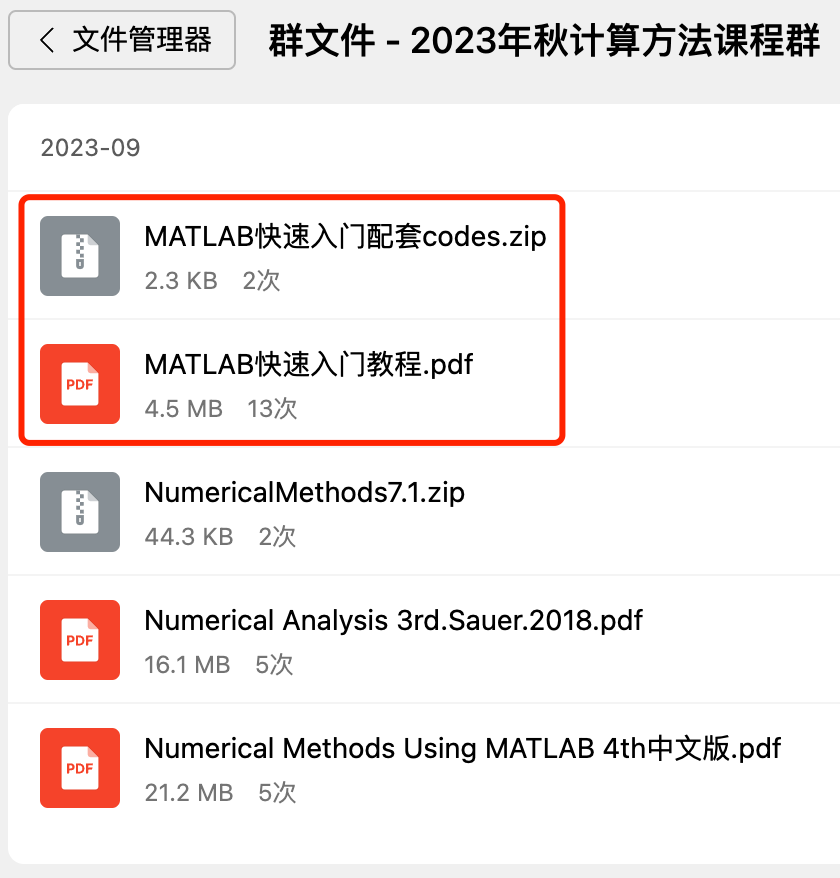 文件管理器
群文件 - 2023年秋计算方法课程群
2023-09
MATLAB快速入门配套codes.zip
2.3 KB 2次
PDF
MATLAB快速入门教程.pdf
4.5 MB 13次
NumericalMethods7.1.zip
44.3 KB 2次
PDF
Numerical Analysis 3rd.Sauer.2018.pdf
16.1 MB 5次
PDF
Numerical Methods Using MATLAB 4th中文版.pdf
21.2 MB 5次